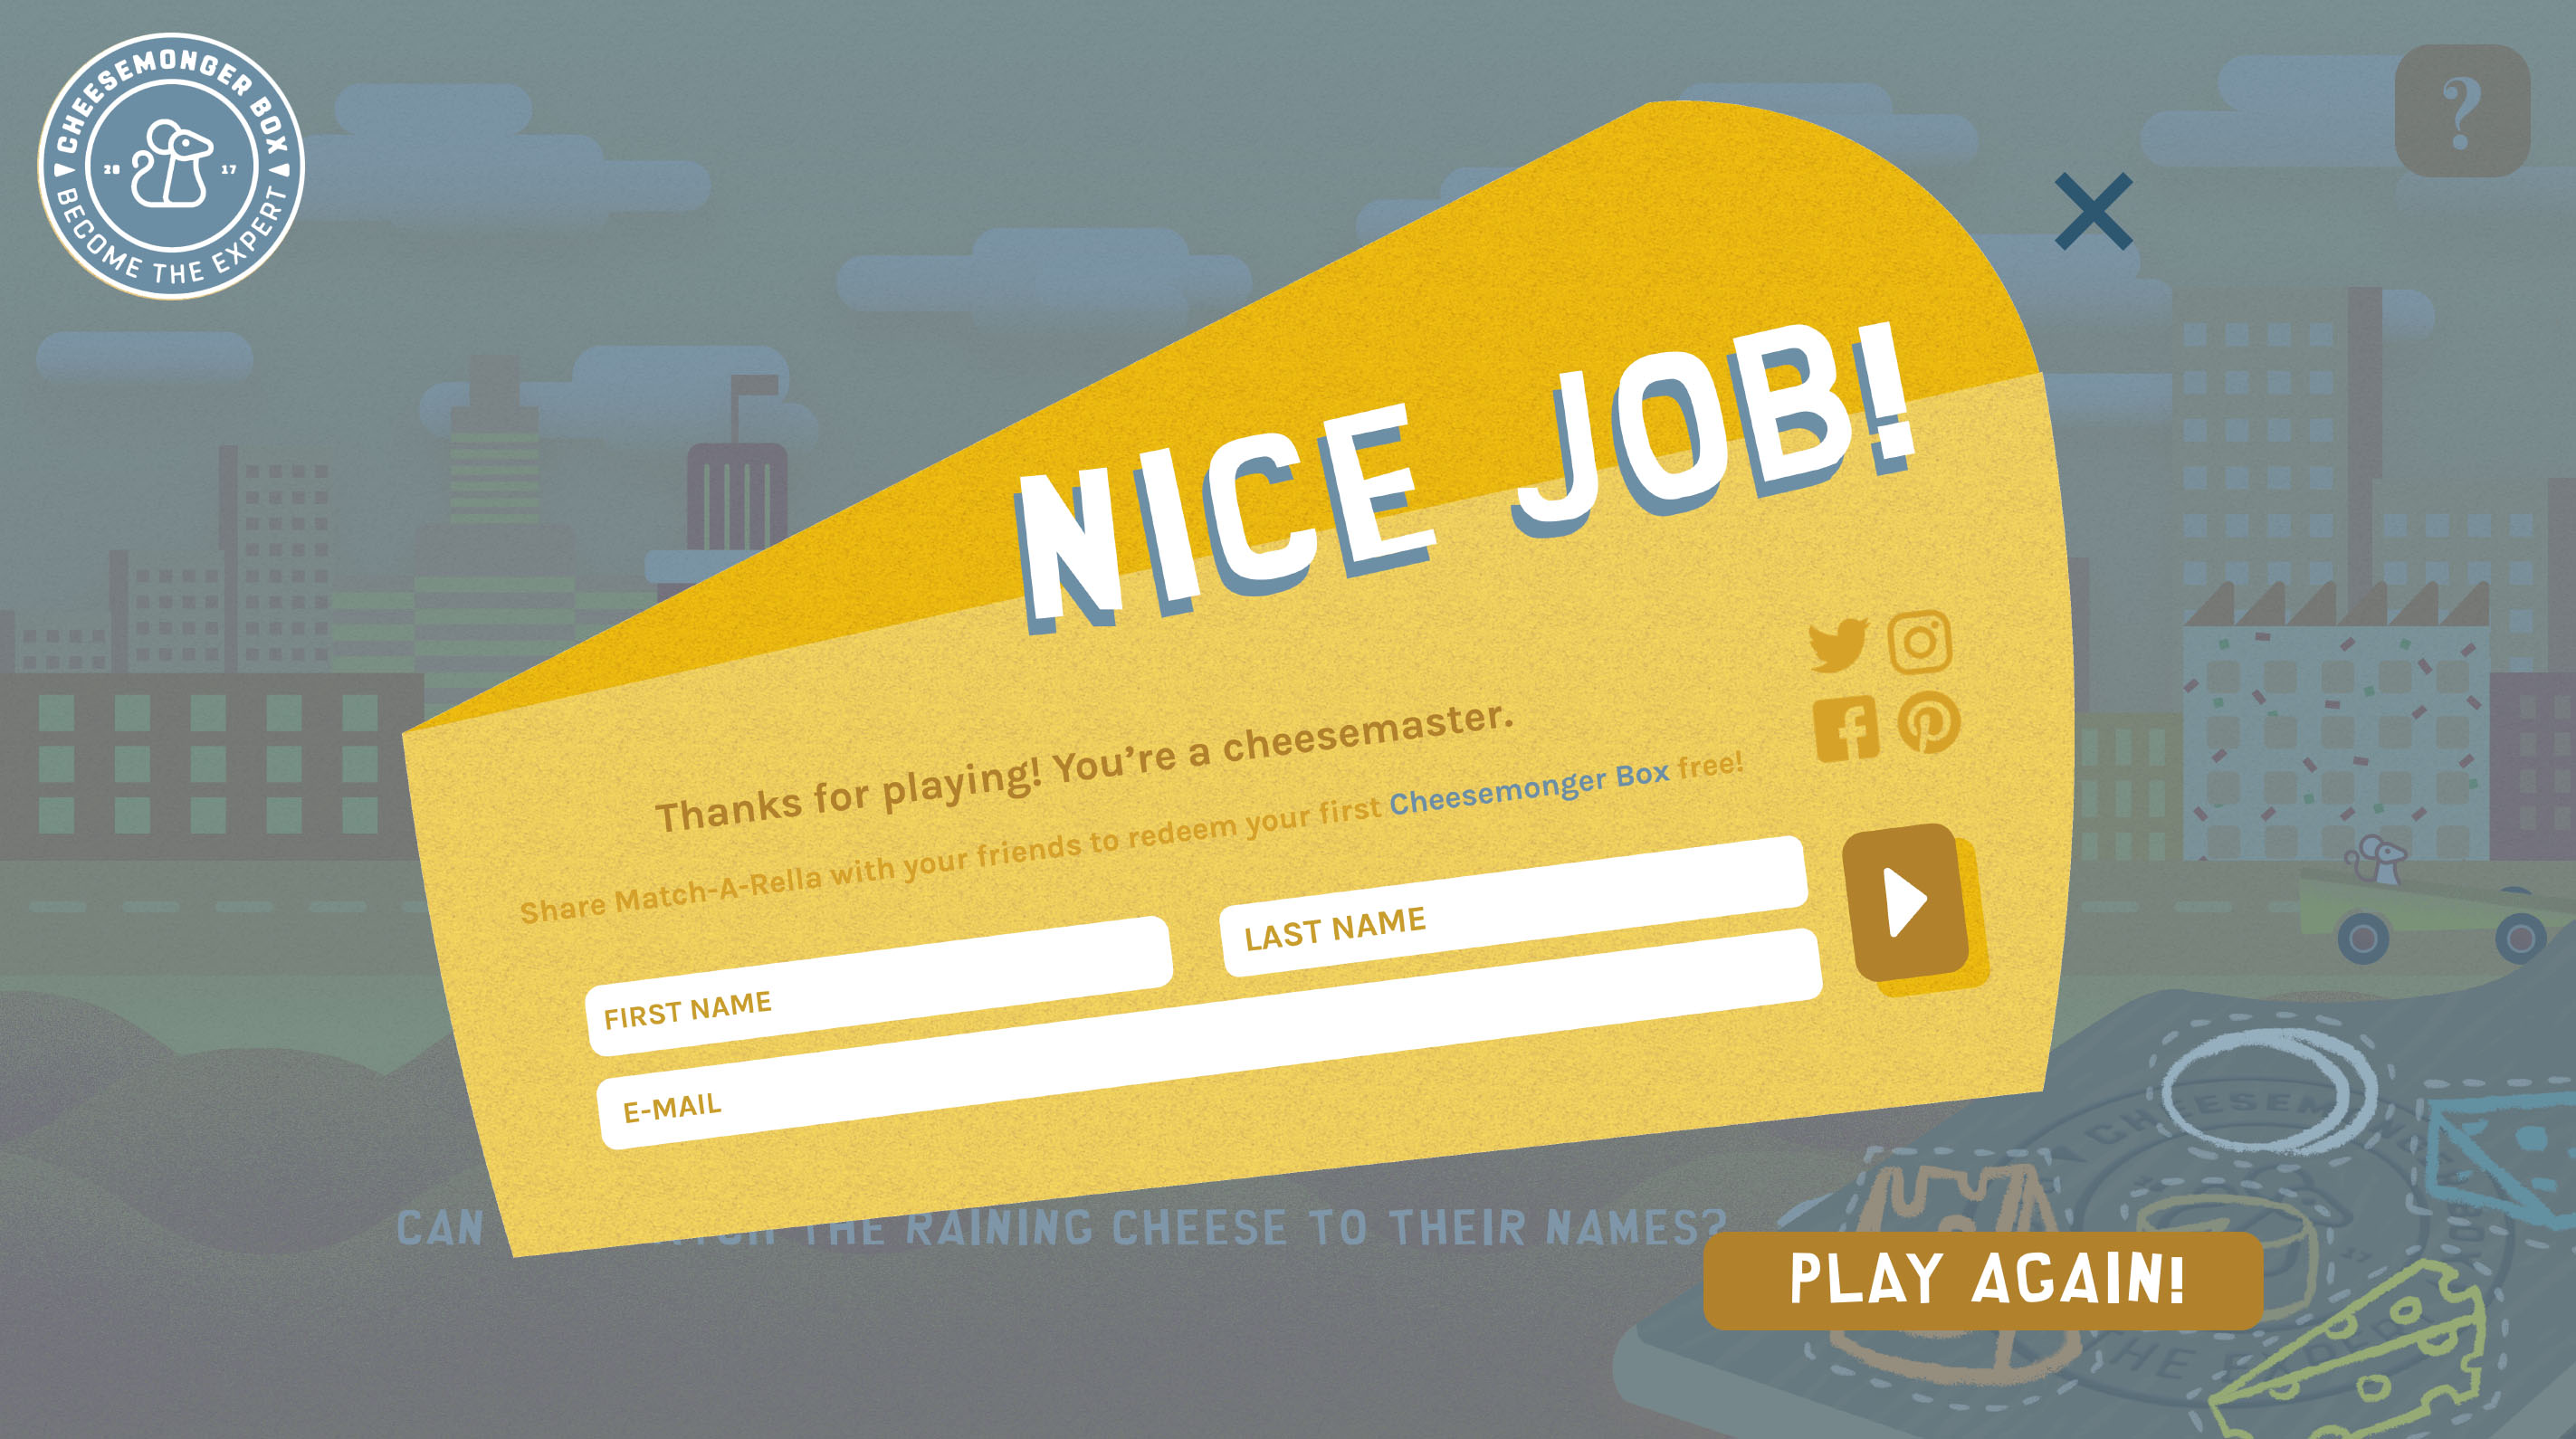 CHEESEMONGER BOX
20 17
BECOME THE EXPERT
?
NICE JOB!
Thanks for playing! You're a cheesemaster.
Share Match-A-Rella with your friends to redeem your first Cheesemonger Box free!
FIRST NAME
LAST NAME
E-MAIL
CAN THE RAINING CHEESE TO THEIR NAMES?
PLAY AGAIN!
THE